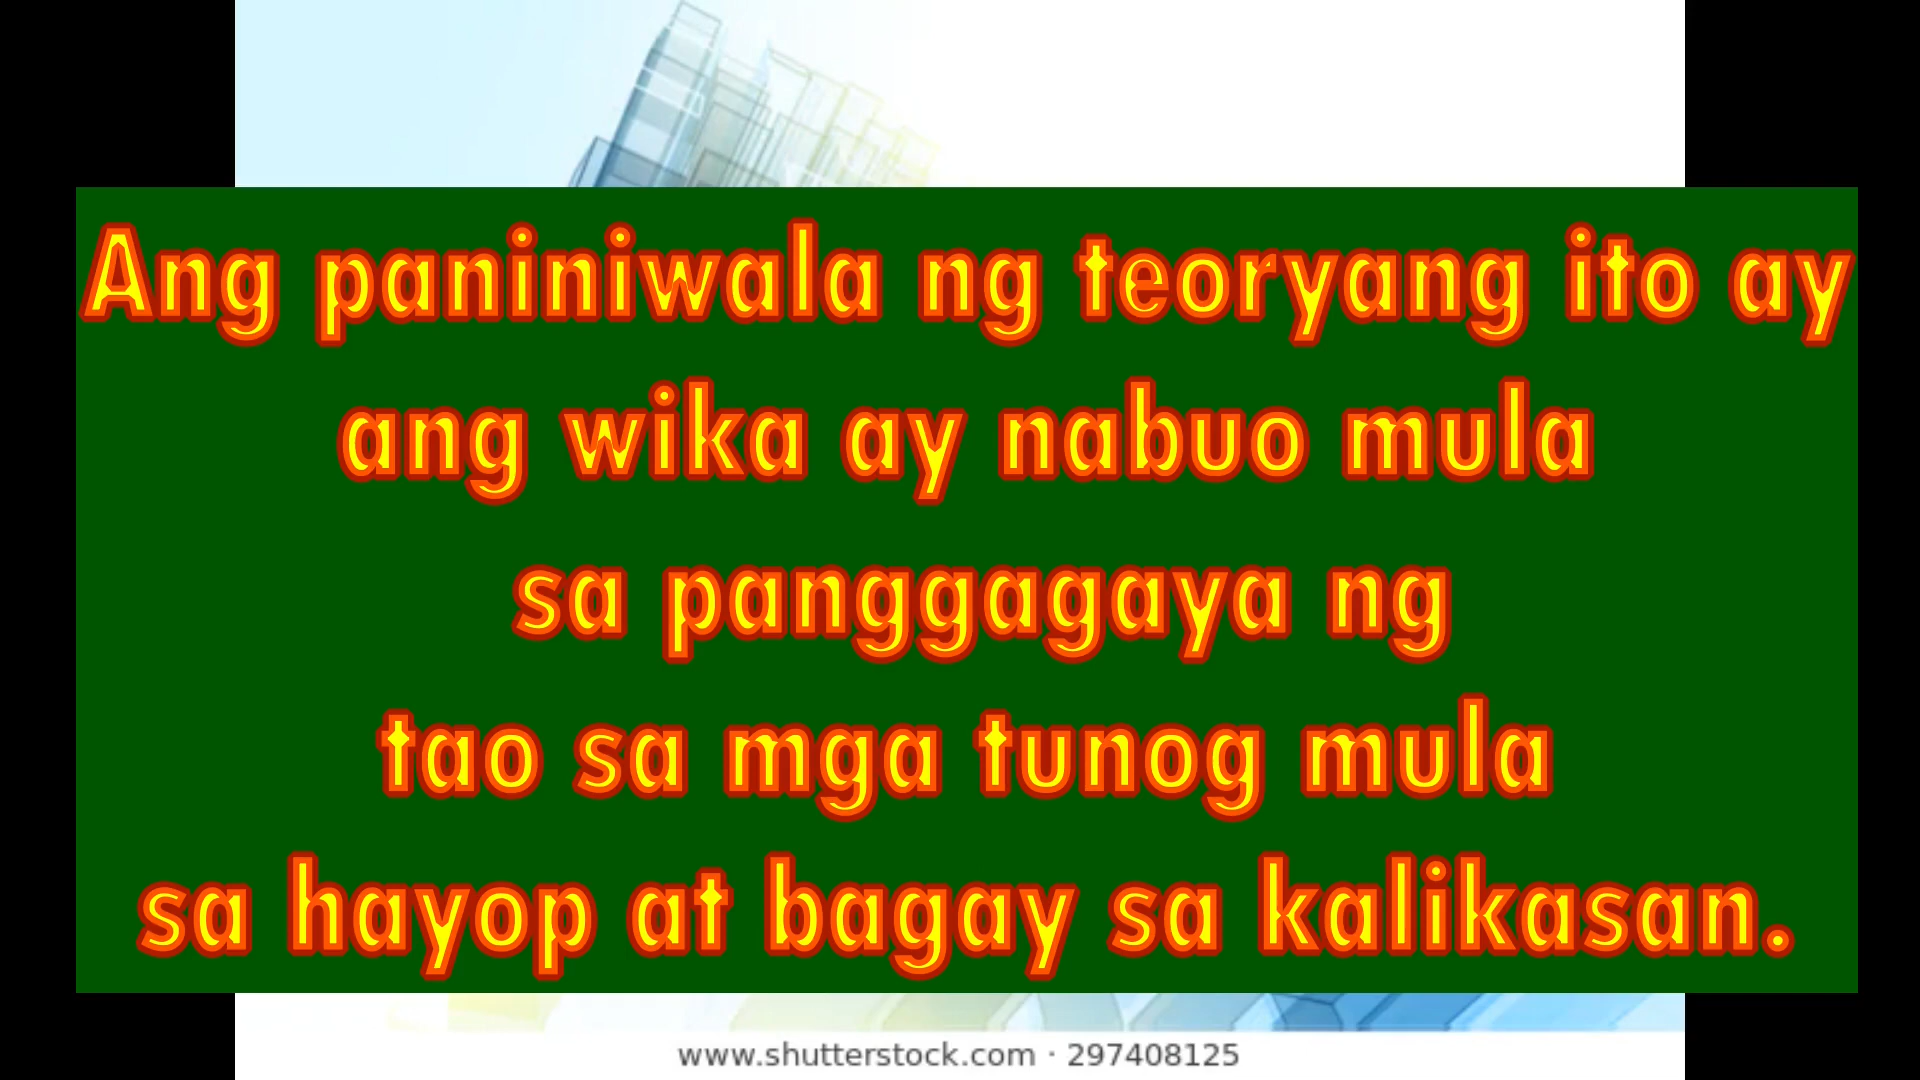 Ang paniniwala ng teoryang ito ay
ang wika ay nabuo mula
sa panggagaya ng
tao sa mga tunog mula
sa hayop at bagay sa kalikasan.
www.shutterstock.com · 297408125